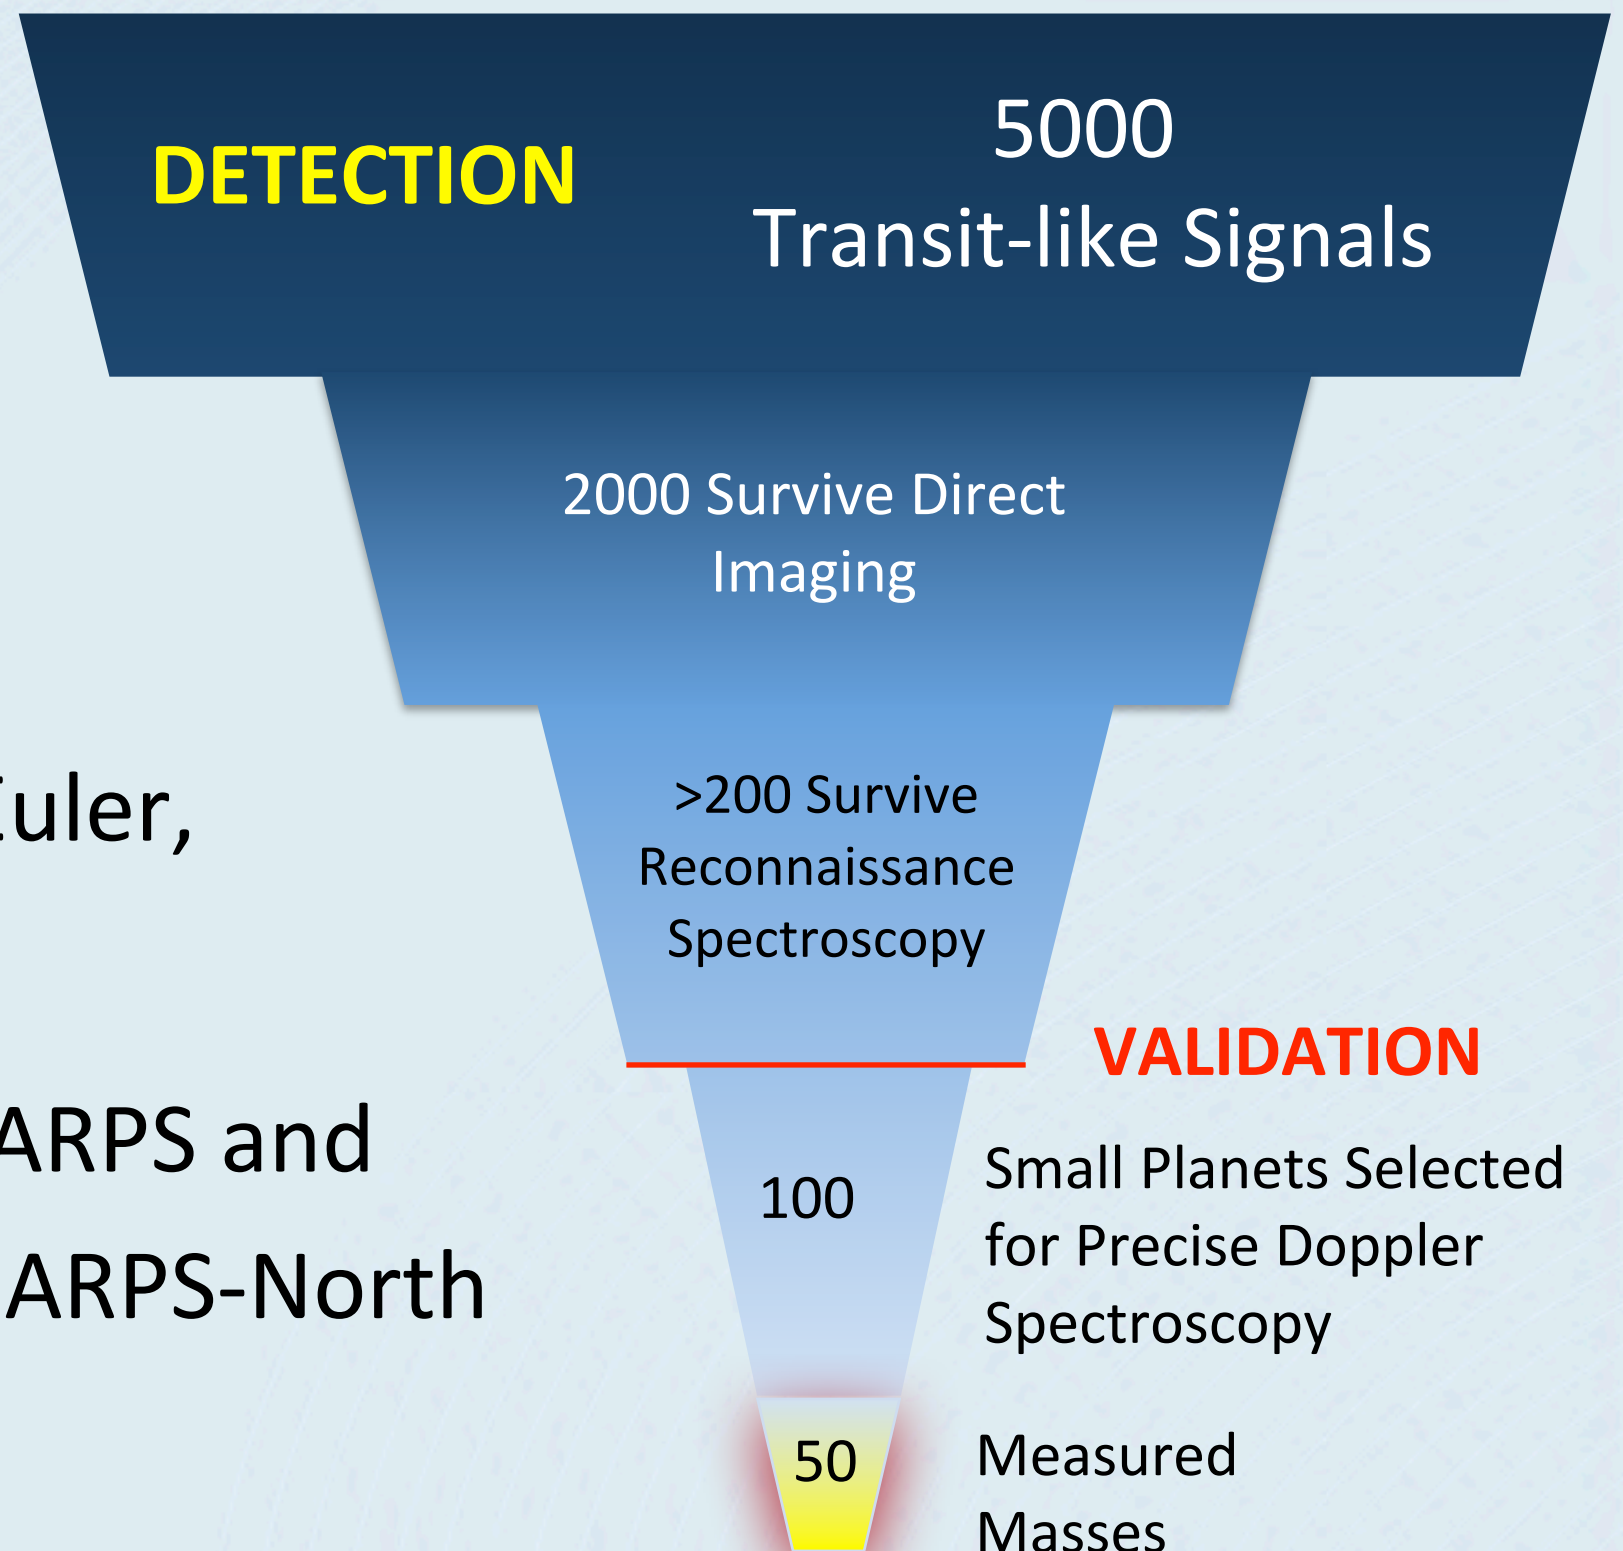 DETECTION
5000
Transit-like Signals
2000 Survive Direct
Imaging
>200 Survive
Reconnaissance
Spectroscopy
VALIDATION
100
Small Planets Selected
for Precise Doppler
Spectroscopy
50
Measured
Masses
Euler,
ARPS and
ARPS-North